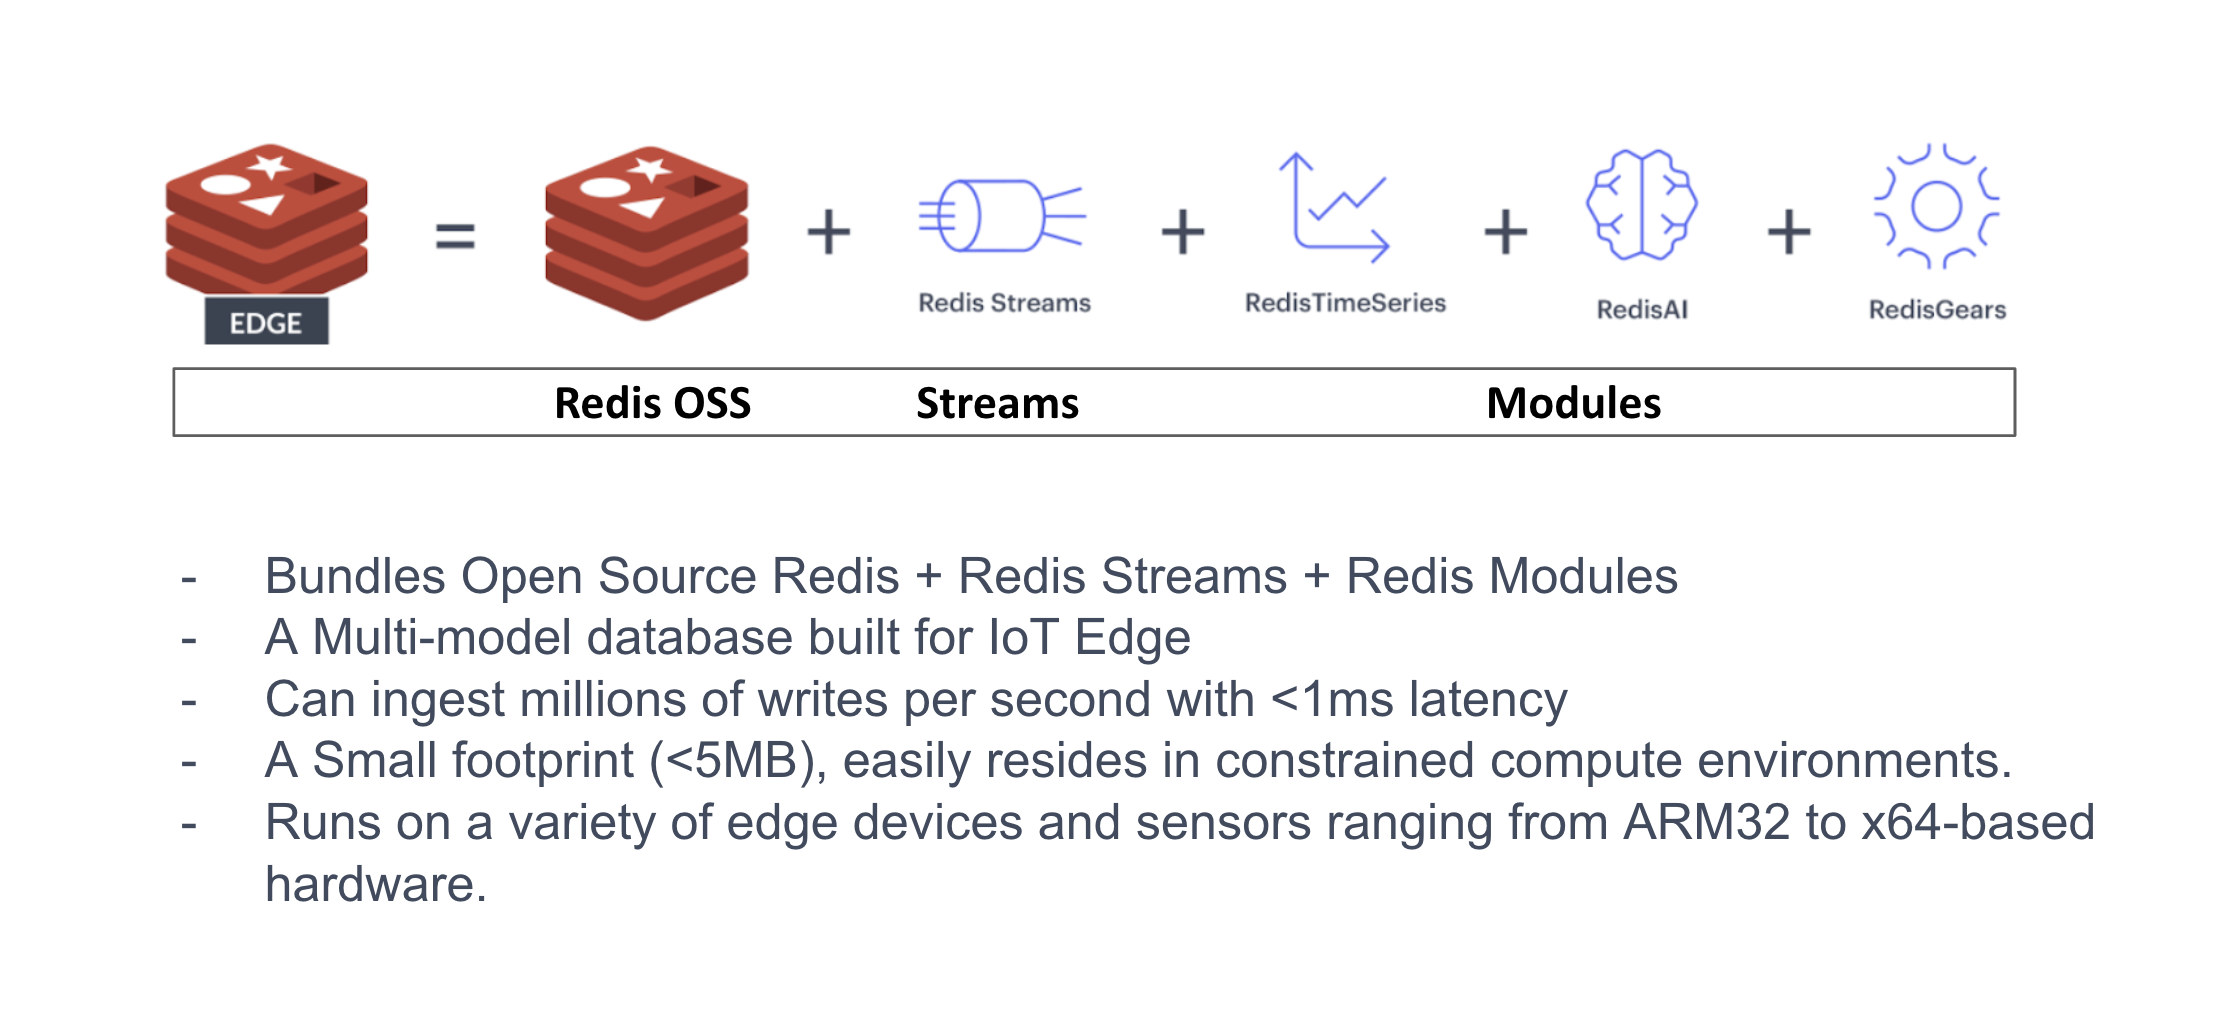 = + + + +
Redis Streams RedisTimeSeries RedisAI RedisGears
EDGE
Redis OSS Streams Modules
- Bundles Open Source Redis + Redis Streams + Redis Modules
- A Multi-model database built for IoT Edge
- Can ingest millions of writes per second with <1ms latency
- A Small footprint (<5MB), easily resides in constrained compute environments.
- Runs on a variety of edge devices and sensors ranging from ARM32 to x64-based
hardware.